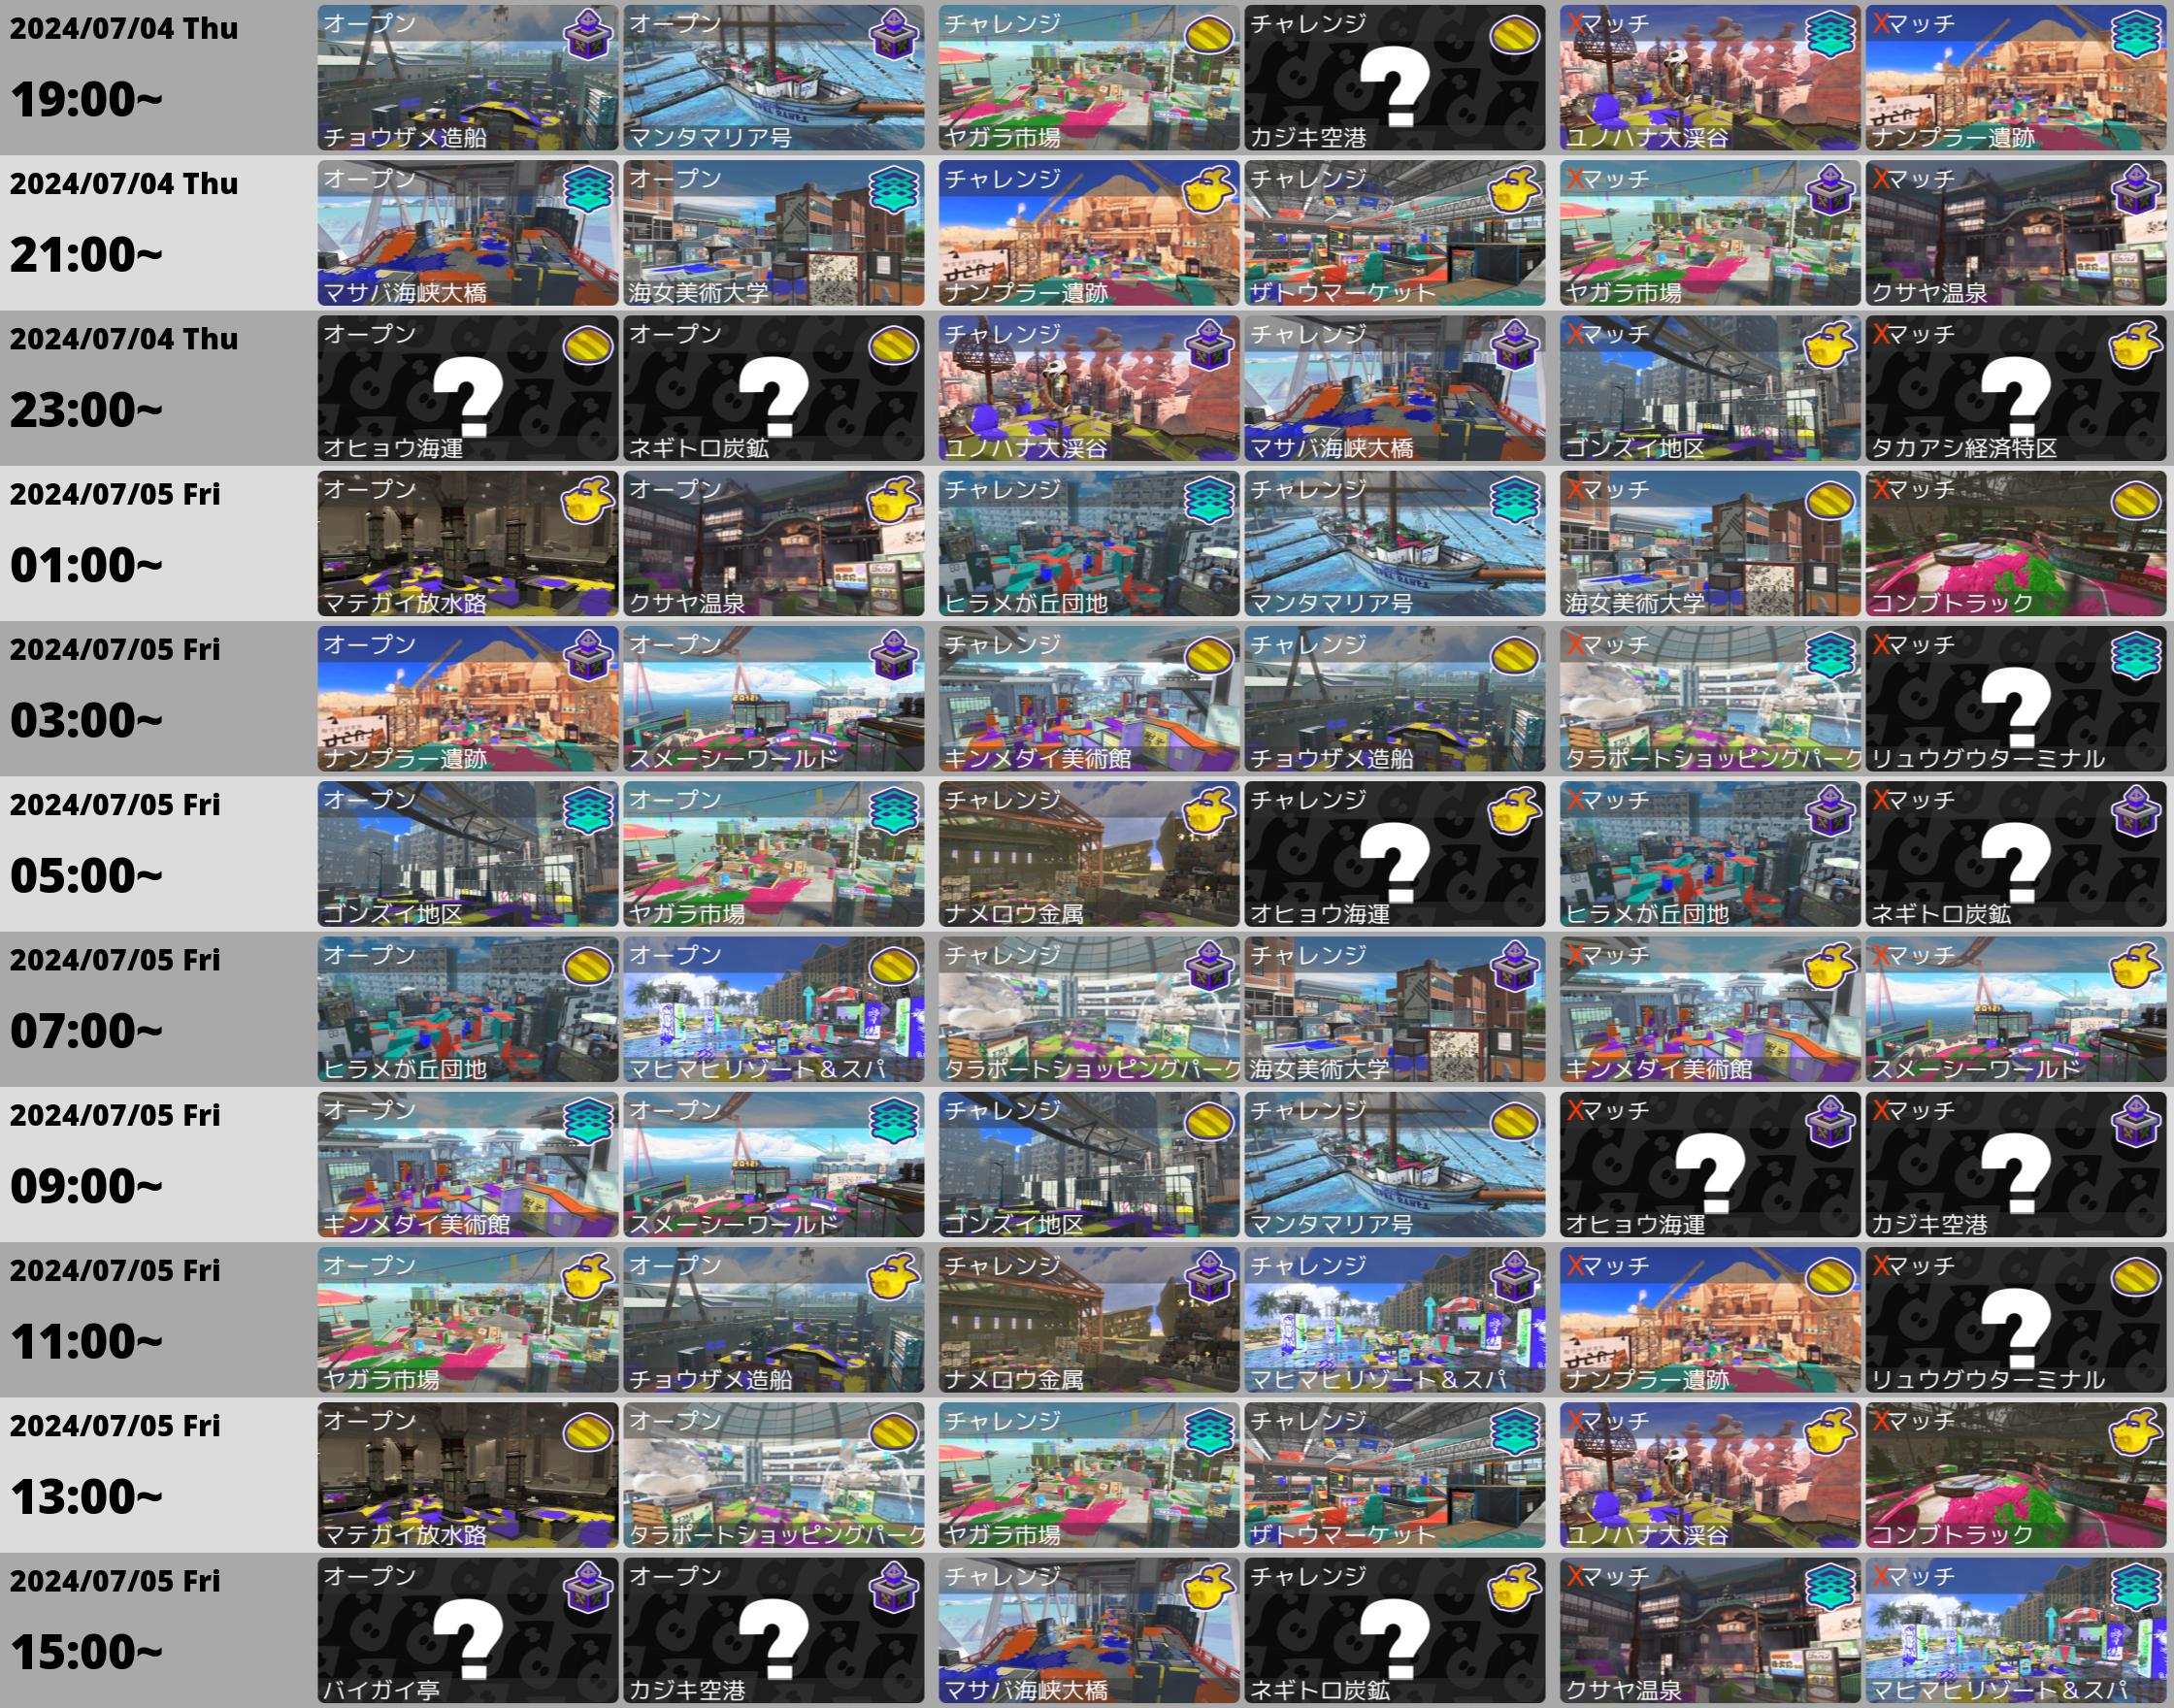 2024/07/04 Thu
19:00~
オープン
チョウザメ造船
オープン
マンタマリア号
チャレンジ
ヤガラ市場
チャレンジ
カジキ空港
Xマッチ
ユノハナ大渓谷
Xマッチ
ナンプラー遺跡
2024/07/04 Thu
21:00~
オープン
マサバ海峡大橋
オープン
海女美術大学
チャレンジ
ナンプラー遺跡
チャレンジ
ザトウマーケット
Xマッチ
ヤガラ市場
Xマッチ
クサヤ温泉
2024/07/04 Thu
23:00~
オープン
?
オヒョウ海運
オープン
?
ネギトロ炭鉱
チャレンジ
ユノハナ大渓谷
チャレンジ
マサバ海峡大橋
Xマッチ
ゴンズイ地区
Xマッチ
?
タカアシ経済特区
2024/07/05 Fri
01:00~
オープン
マテガイ放水路
オープン
クサヤ温泉
チャレンジ
ヒラメが丘団地
チャレンジ
マンタマリア号
Xマッチ
海女美術大学
Xマッチ
コンブトラック
2024/07/05 Fri
03:00~
オープン
ナンプラー遺跡
オープン
スメーシーワールド
チャレンジ
キンメダイ美術館
チャレンジ
チョウザメ造船
Xマッチ
タラポートショッピングパーク
Xマッチ
?
リュウグウターミナル
2024/07/05 Fri
05:00~
オープン
ゴンズイ地区
オープン
ヤガラ市場
チャレンジ
ナメロウ金属
チャレンジ
?
オヒョウ海運
Xマッチ
ヒラメが丘団地
Xマッチ
?
ネギトロ炭鉱
2024/07/05 Fri
07:00~
オープン
ヒラメが丘団地
オープン
マヒマヒリゾート&スパ
チャレンジ
タラポートショッピングパーク
チャレンジ
海女美術大学
Xマッチ
キンメダイ美術館
Xマッチ
スメーシーワールド
2024/07/05 Fri
09:00~
オープン
キンメダイ美術館
オープン
スメーシーワールド
チャレンジ
ゴンズイ地区
チャレンジ
マンタマリア号
Xマッチ
?
オヒョウ海運
Xマッチ
?
カジキ空港
2024/07/05 Fri
11:00~
オープン
ヤガラ市場
オープン
チョウザメ造船
チャレンジ
ナメロウ金属
チャレンジ
マヒマヒリゾート&スパ
Xマッチ
ナンプラー遺跡
Xマッチ
?
リュウグウターミナル
2024/07/05 Fri
13:00~
オープン
マテガイ放水路
オープン
タラポートショッピングパーク
チャレンジ
ヤガラ市場
チャレンジ
ザトウマーケット
Xマッチ
ユノハナ大渓谷
Xマッチ
コンブトラック
2024/07/05 Fri
15:00~
オープン
?
バイガイ亭
オープン
?
カジキ空港
チャレンジ
マサバ海峡大橋
チャレンジ
?
ネギトロ炭鉱
Xマッチ
クサヤ温泉
Xマッチ
マヒマヒリゾート&スパ